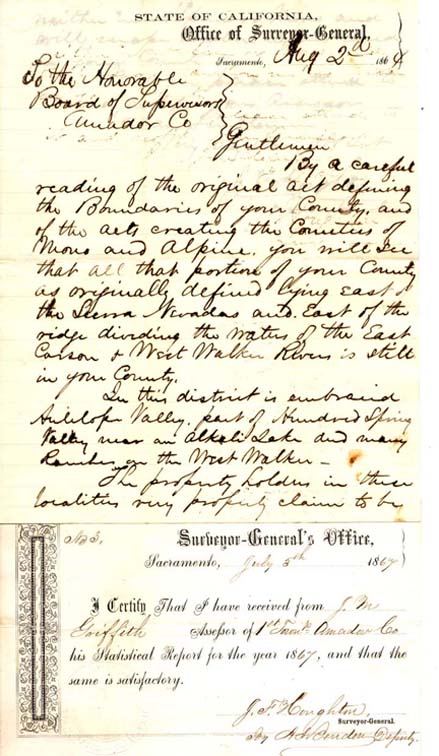 STATE OF CALIFORNIA,
Office of Surveyor-General,
Sacramento, Aug 2d 1864
To the Honorable
Board of Supervisors
Amador Co
Gentlemen
By a careful
reading of the original act defining
the Boundaries of your County, and
of the acts creating the Counties of
Mono and Alpine, you will see
that all that portion of your County
as originally defined lying east of
the Sierra Nevadas and East of the
ridge dividing the waters of the East
Carson & West Walker Rivers is still
in your County.
In this district is embraced
Antelope Valley, part of Hundred Spring
Valley near an Alkali Lake and many
Ranches on the West Walker –
The property holders in these
localities very properly claim to be
No 3.
Surveyor-General's Office,
Sacramento, July 5th 1867
I Certify That I have received from J. M
Griffith Assessor of 1st Amador Co
his Statistical Report for the year 1867, and that the
same is satisfactory.
J. F. Houghton,
Surveyor-General.
By Deputy